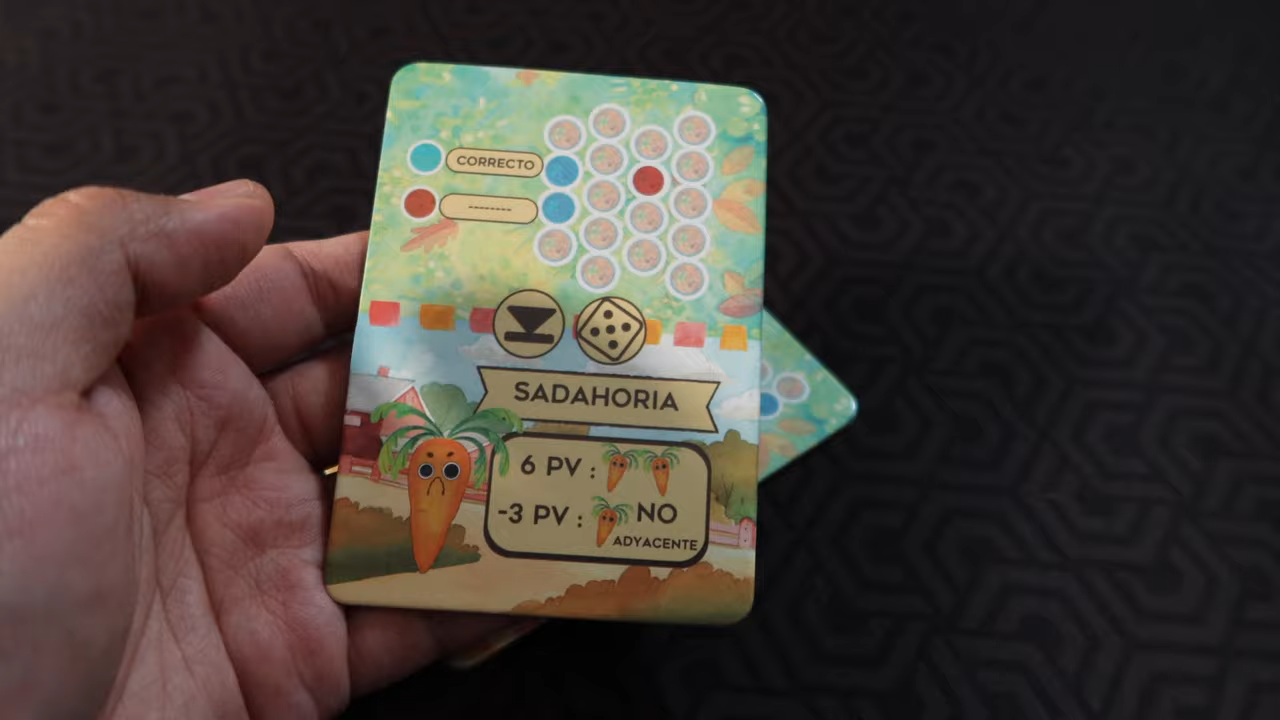 CORRECTO
--------
SADAHORIA
6 PV :
-3 PV : NO
ADYACENTE